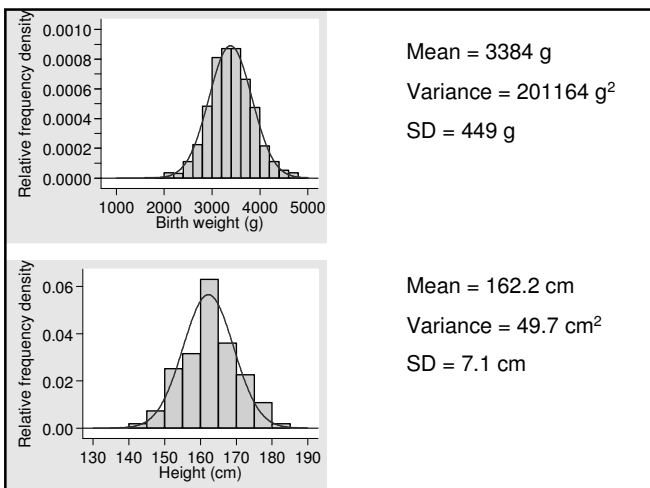 Relative frequency density
0.0010
0.0008
0.0006
0.0004
0.0002
0.0000
1000 2000 3000 4000 5000
Birth weight (g)
Mean = 3384 g
Variance = 201164 g²
SD = 449 g
Relative frequency density
0.06
0.04
0.02
0.00
130 140 150 160 170 180 190
Height (cm)
Mean = 162.2 cm
Variance = 49.7 cm²
SD = 7.1 cm